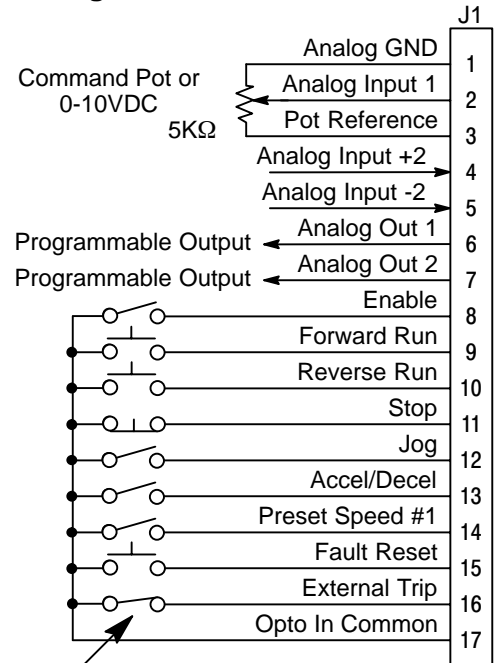 J1
Analog GND
1
Command Pot or
0-10VDC
5KΩ
Analog Input 1
2
Pot Reference
3
Analog Input +2
4
Analog Input -2
5
Programmable Output
Analog Out 1
6
Programmable Output
Analog Out 2
7
Enable
8
Forward Run
9
Reverse Run
10
Stop
11
Jog
12
Accel/Decel
13
Preset Speed #1
14
Fault Reset
15
External Trip
16
Opto In Common
17